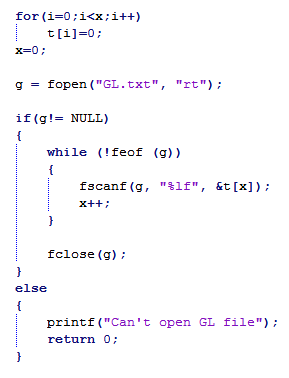 for(i=0;i<x;i++)
t[i]=0;
x=0;
g = fopen("GL.txt", "rt");
if(g!= NULL)
{
while (!feof (g))
{
fscanf(g, "%lf", &t[x]);
x++;
}
fclose(g);
}
else
{
printf("Can't open GL file");
return 0;
}